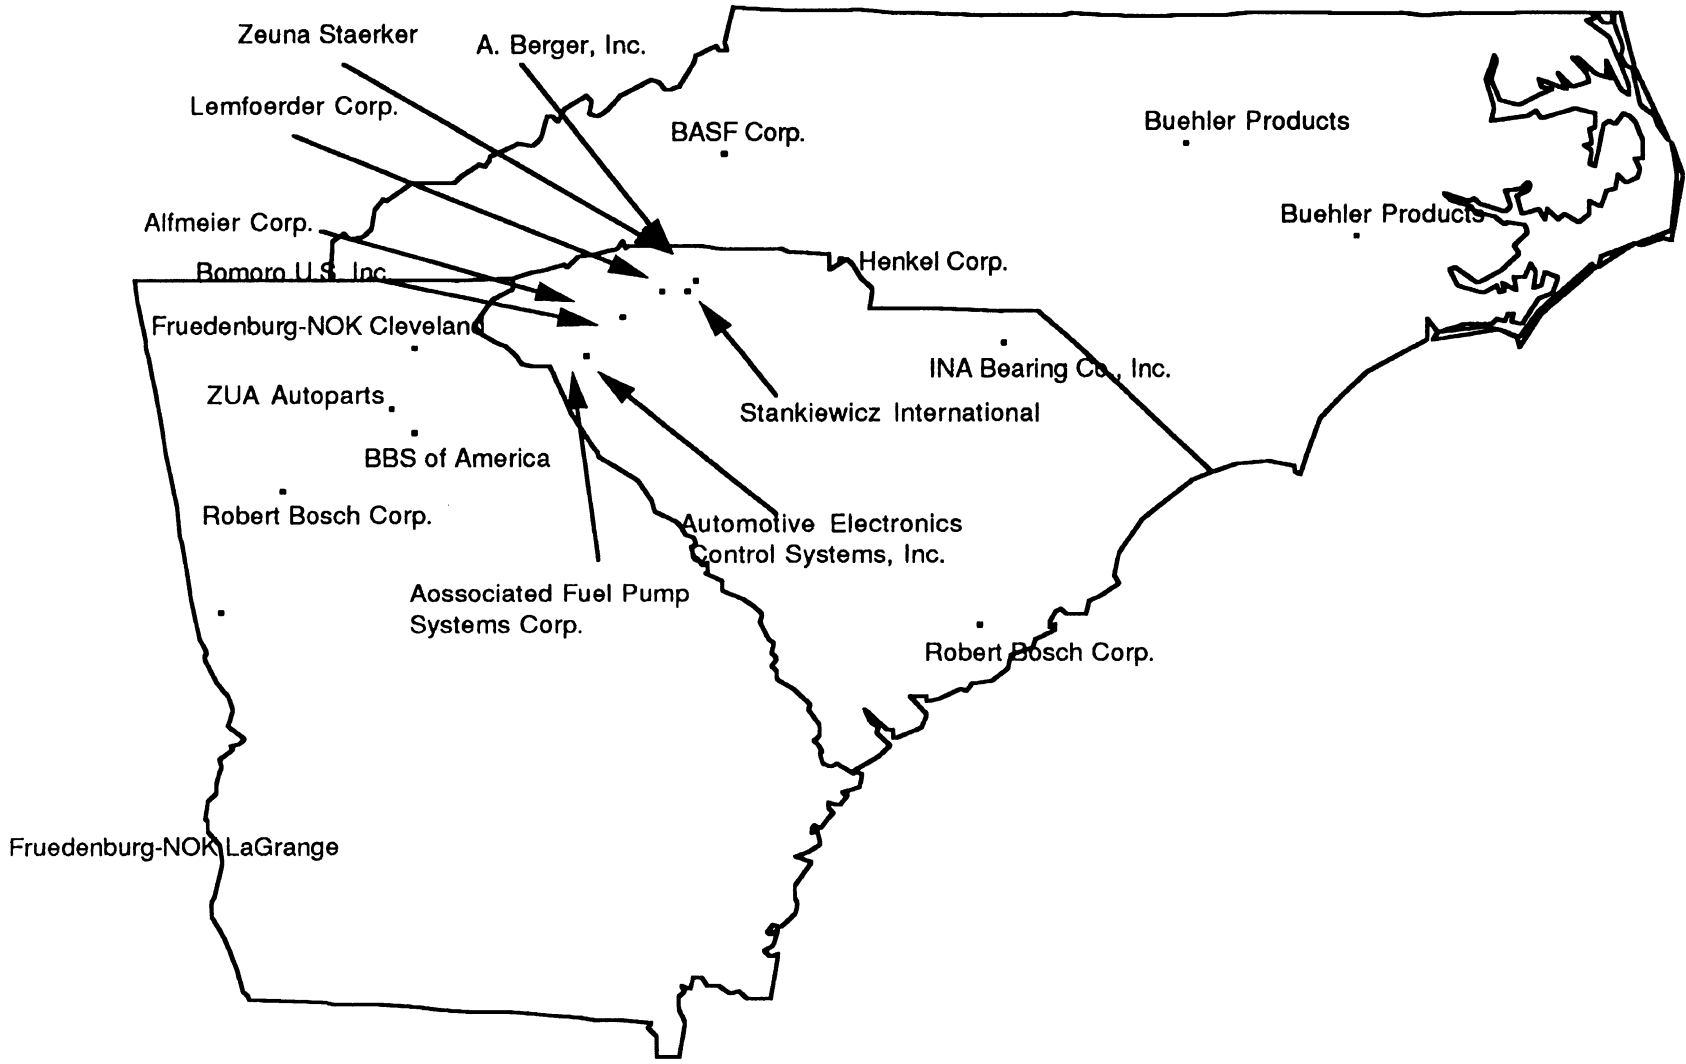 Zeuna Staerker
A. Berger, Inc.
Lemfoerder Corp.
BASF Corp.
Buehler Products
Alfmeier Corp.
Buehler Products
Bomoro U.S. Inc.
Henkel Corp.
Fruedenburg-NOK Cleveland
INA Bearing Co., Inc.
ZUA Autoparts
Stankiewicz International
BBS of America
Robert Bosch Corp.
Automotive Electronics
Control Systems, Inc.
Aossociated Fuel Pump
Systems Corp.
Robert Bosch Corp.
Fruedenburg-NOK LaGrange